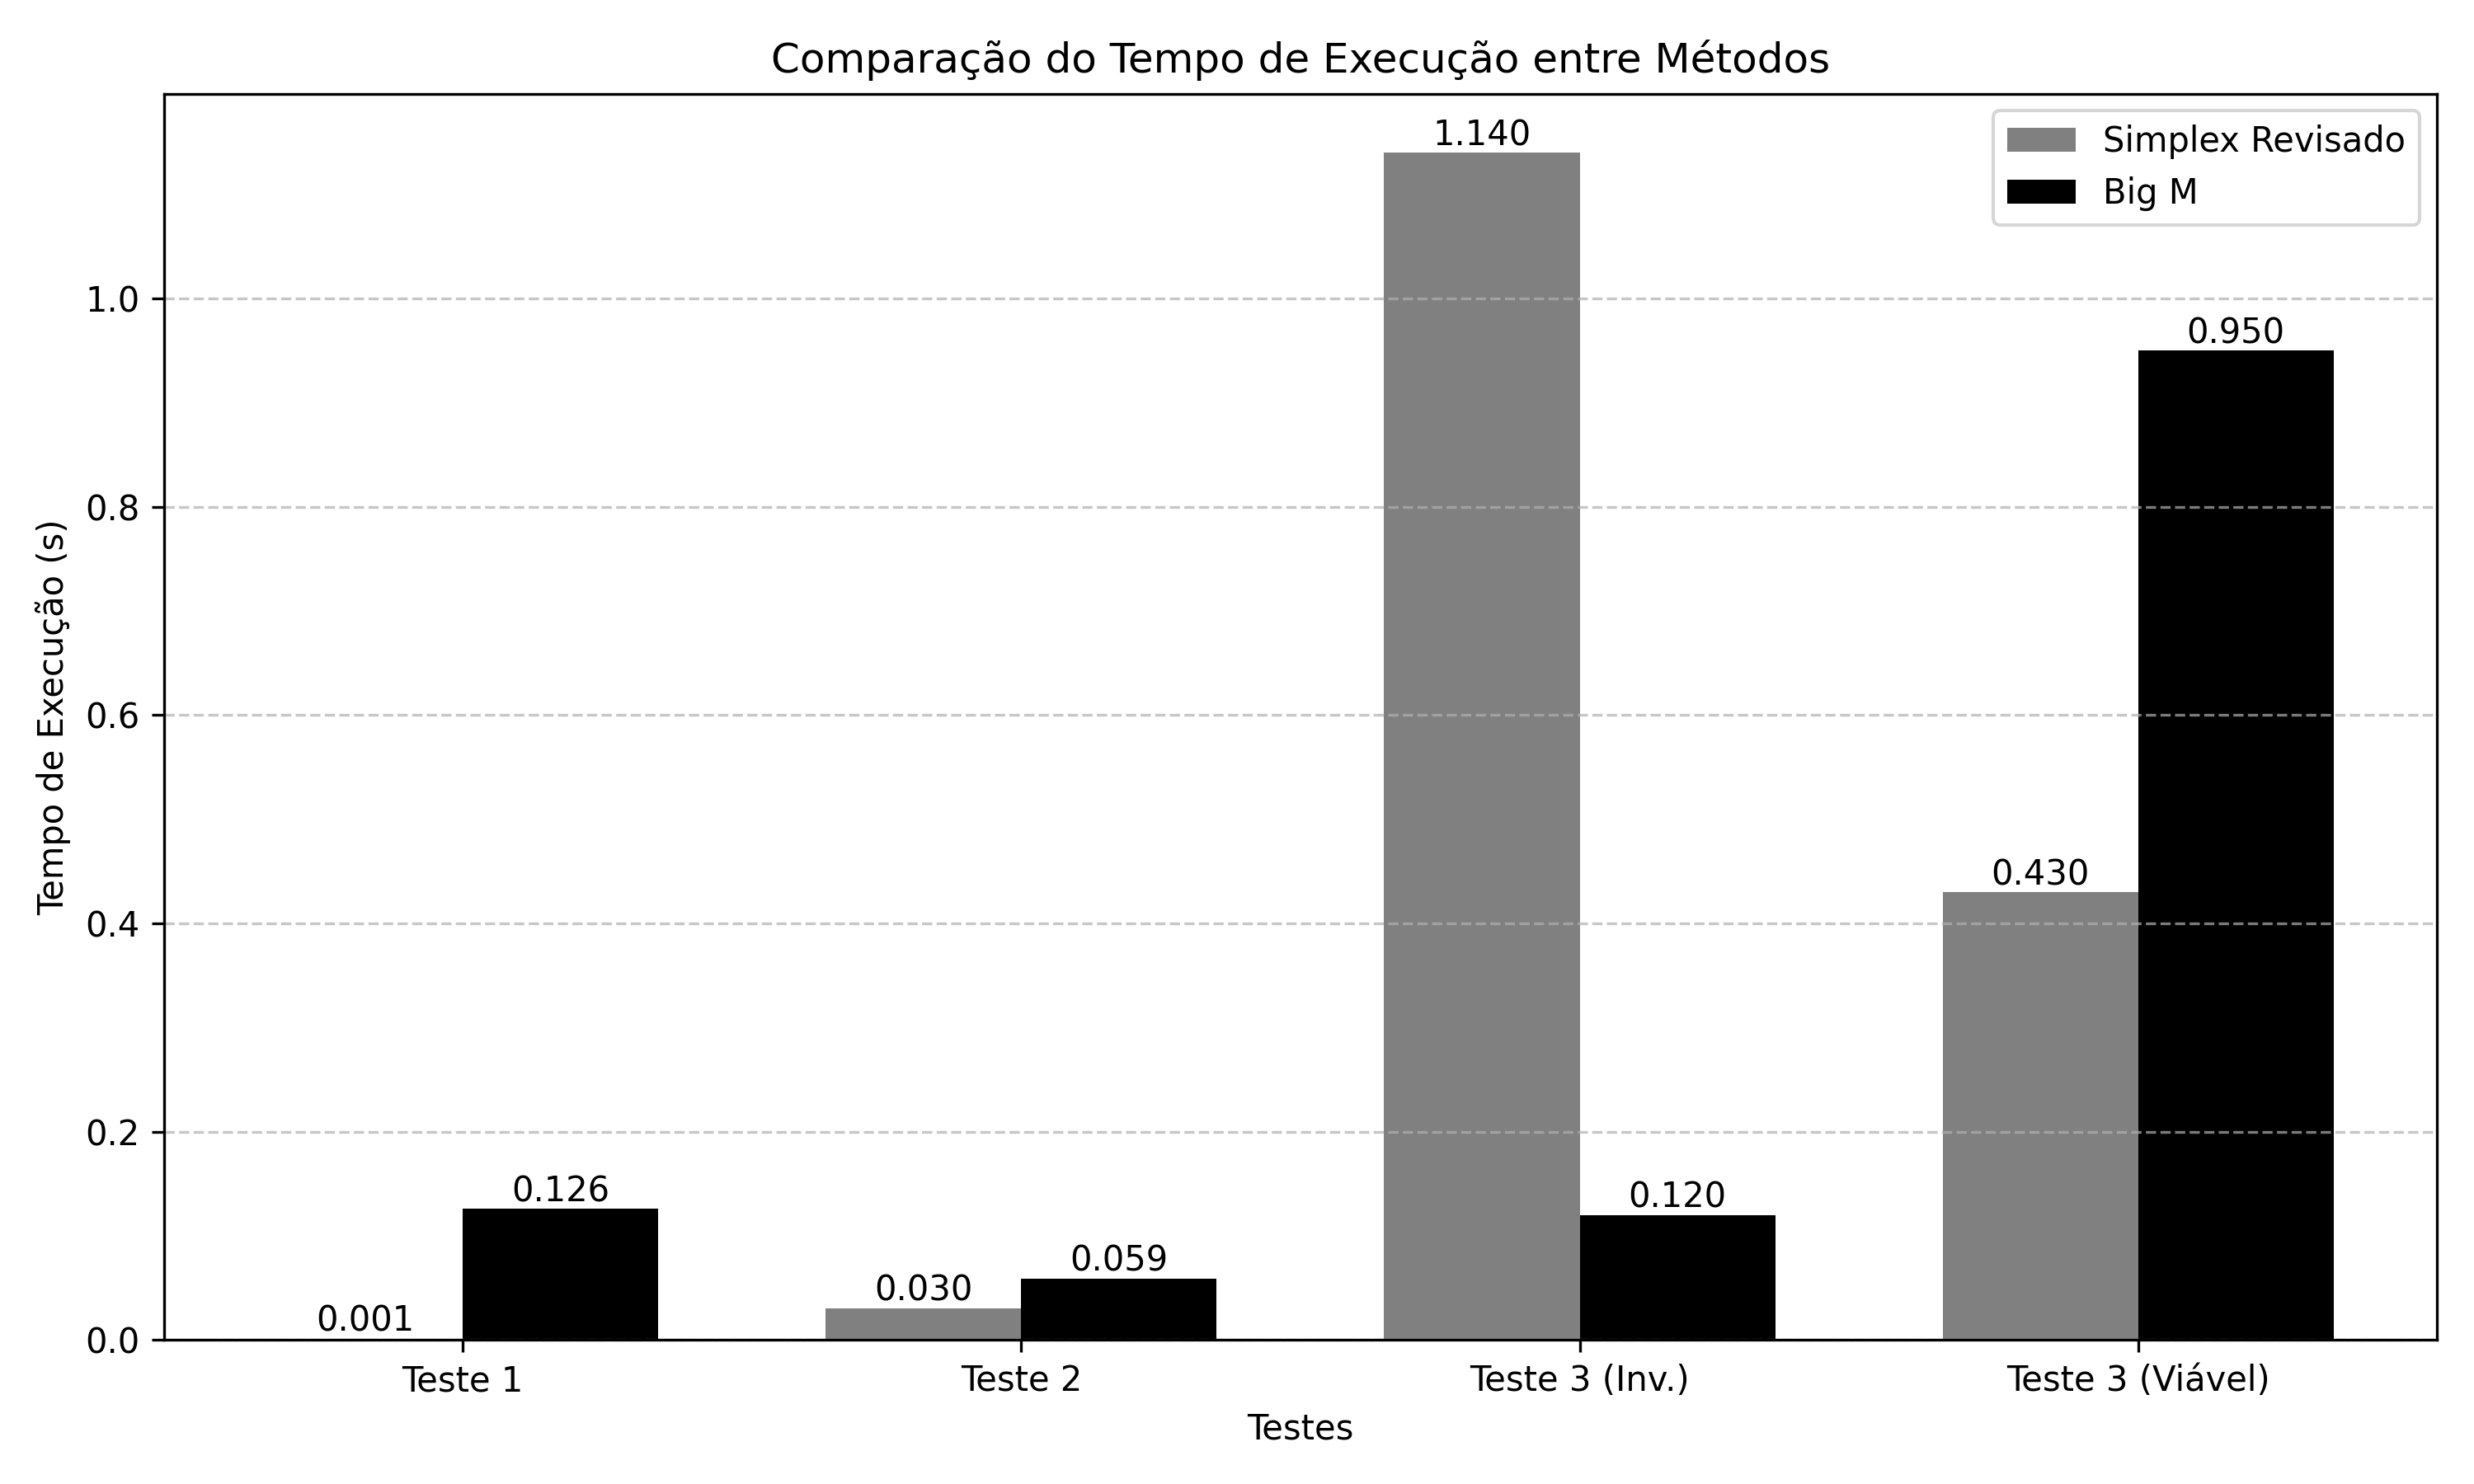 Comparação do Tempo de Execução entre Métodos
Simplex Revisado
Big M
Tempo de Execução (s)
1.0
0.8
0.6
0.4
0.2
0.0
0.001
0.126
0.030
0.059
1.140
0.120
0.430
0.950
Teste 1
Teste 2
Teste 3 (Inv.)
Teste 3 (Viável)
Testes